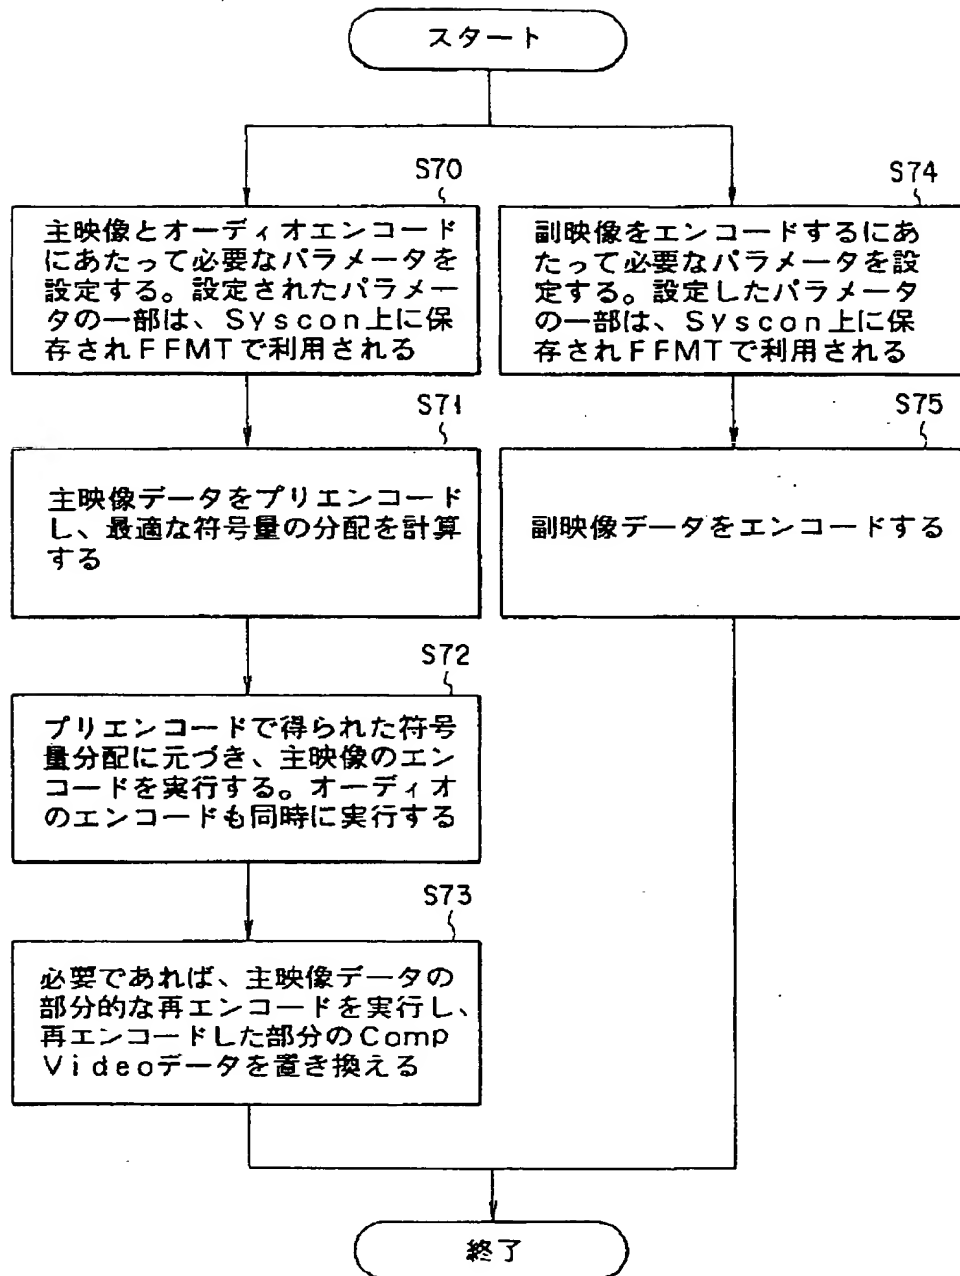 スタート
S70
主映像とオーディオエンコード
にあたって必要なパラメータを
設定する。設定されたパラメー
タの一部は、Syscon上に保
存されFFMTで利用される
S71
主映像データをプリエンコード
し、最適な符号量の分配を計算
する
S72
プリエンコードで得られた符号
量分配に元づき、主映像のエン
コードを実行する。オーディオ
のエンコードも同時に実行する
S73
必要であれば、主映像データの
部分的な再エンコードを実行し、
再エンコードした部分のComp
Videoデータを置き換える
S74
副映像をエンコードするにあ
たって必要なパラメータを設
定する。設定したパラメータ
の一部は、Syscon上に保
存されFFMTで利用される
S75
副映像データをエンコードする
終了